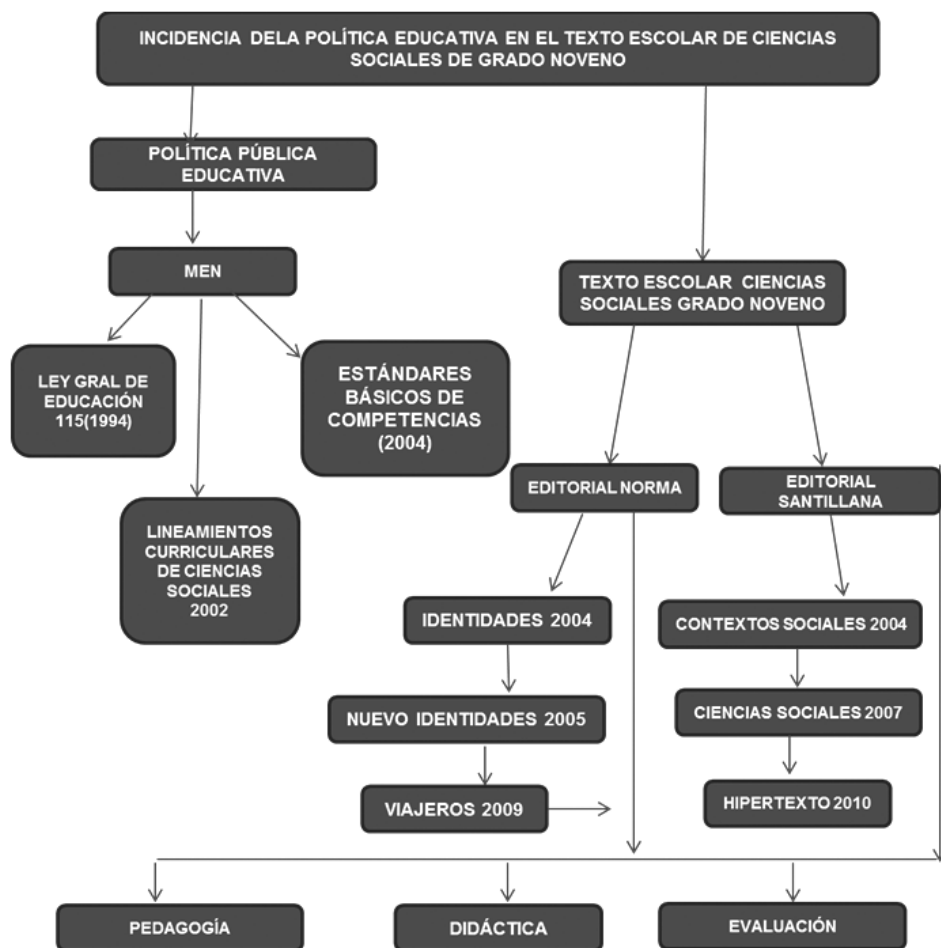 INCIDENCIA DELA POLÍTICA EDUCATIVA EN EL TEXTO ESCOLAR DE CIENCIAS
SOCIALES DE GRADO NOVENO
POLÍTICA PÚBLICA
EDUCATIVA
MEN
TEXTO ESCOLAR CIENCIAS
SOCIALES GRADO NOVENO
LEY GRAL DE
EDUCACIÓN
115(1994)
ESTÁNDARES
BÁSICOS DE
COMPETENCIAS
(2004)
LINEAMIENTOS
CURRICULARES
DE CIENCIAS
SOCIALES
2002
EDITORIAL NORMA
EDITORIAL
SANTILLANA
IDENTIDADES 2004
CONTEXTOS SOCIALES 2004
NUEVO IDENTIDADES 2005
CIENCIAS SOCIALES 2007
VIAJEROS 2009
HIPERTEXTO 2010
PEDAGOGÍA
DIDÁCTICA
EVALUACIÓN